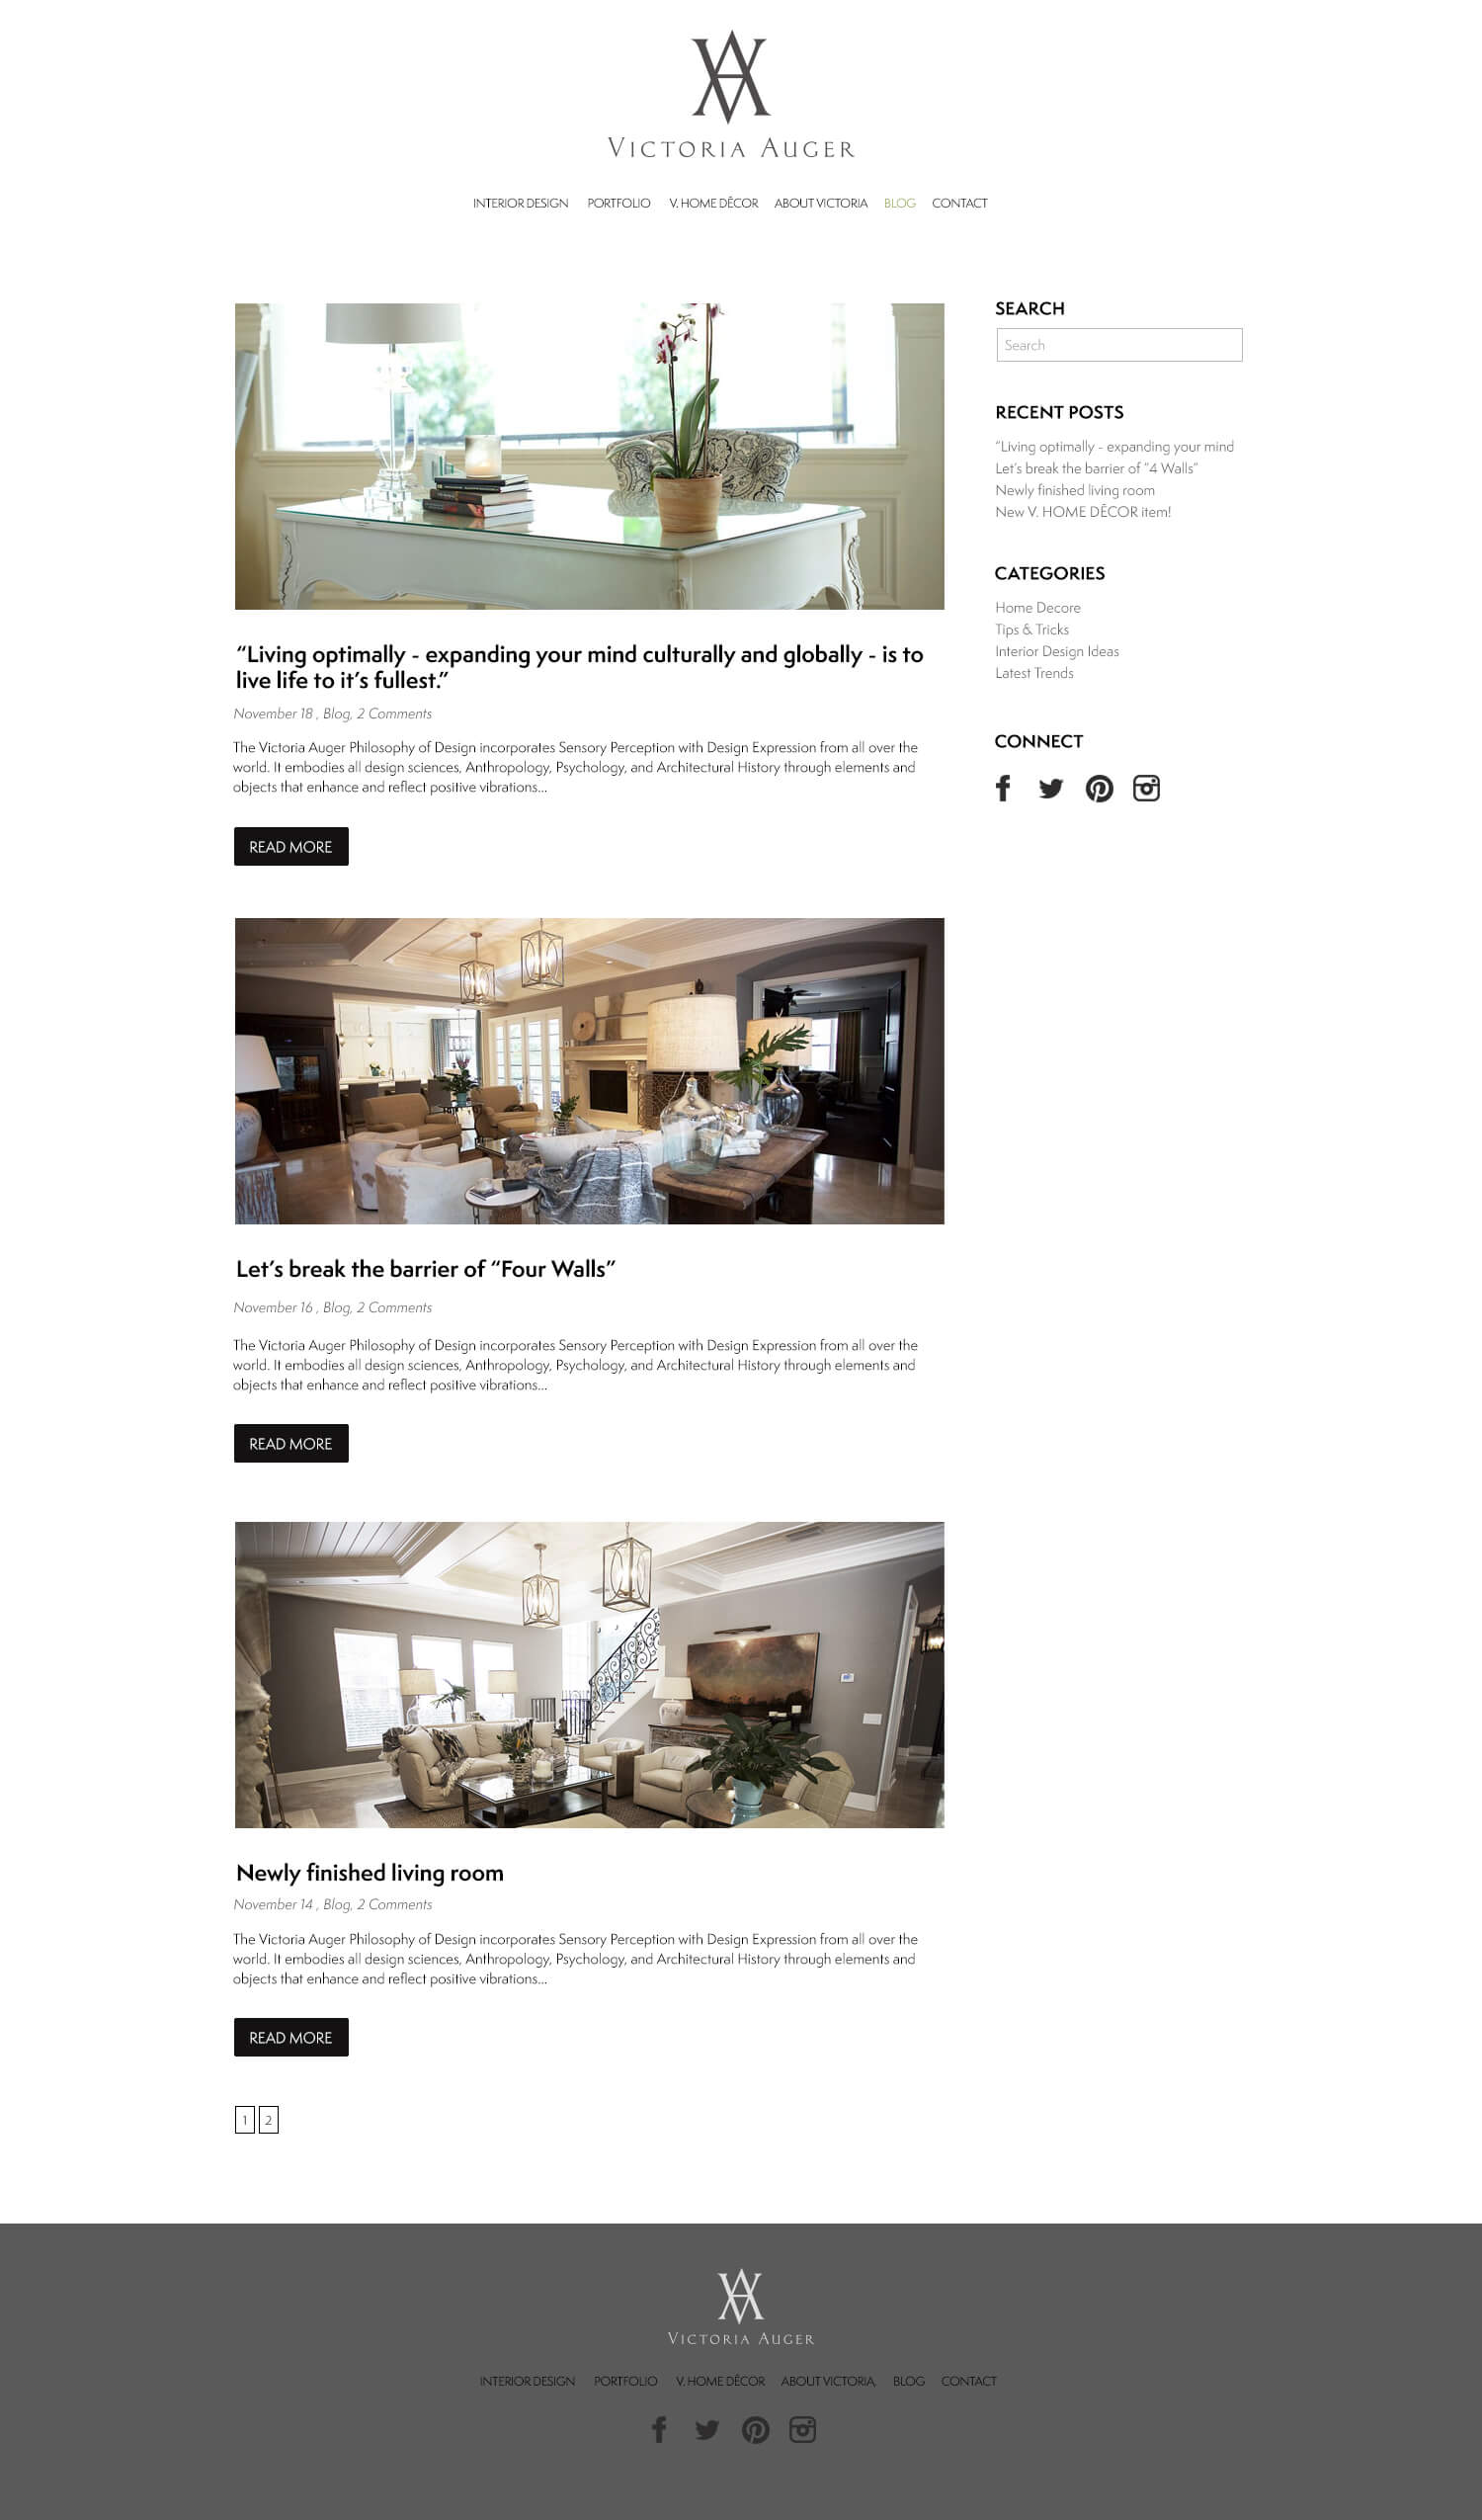 VICTORIA AUGER
INTERIOR DESIGN PORTFOLIO V. HOME DÊCOR ABOUT VICTORIA BLOG CONTACT
“Living optimally - expanding your mind culturally and globally - is to
live life to it’s fullest.”
November 18 , Blog, 2 Comments
The Victoria Auger Philosophy of Design incorporates Sensory Perception with Design Expression from all over the
world. It embodies all design sciences, Anthropology, Psychology, and Architectural History through elements and
objects that enhance and reflect positive vibrations...
READ MORE
Let’s break the barrier of “Four Walls”
November 16 , Blog, 2 Comments
The Victoria Auger Philosophy of Design incorporates Sensory Perception with Design Expression from all over the
world. It embodies all design sciences, Anthropology, Psychology, and Architectural History through elements and
objects that enhance and reflect positive vibrations...
READ MORE
Newly finished living room
November 14 , Blog, 2 Comments
The Victoria Auger Philosophy of Design incorporates Sensory Perception with Design Expression from all over the
world. It embodies all design sciences, Anthropology, Psychology, and Architectural History through elements and
objects that enhance and reflect positive vibrations...
READ MORE
1 2
SEARCH
Search
RECENT POSTS
“Living optimally - expanding your mind
Let’s break the barrier of “4 Walls”
Newly finished living room
New V. HOME DÊCOR item!
CATEGORIES
Home Decore
Tips & Tricks
Interior Design Ideas
Latest Trends
CONNECT
VICTORIA AUGER
INTERIOR DESIGN PORTFOLIO V. HOME DÊCOR ABOUT VICTORIA, BLOG CONTACT